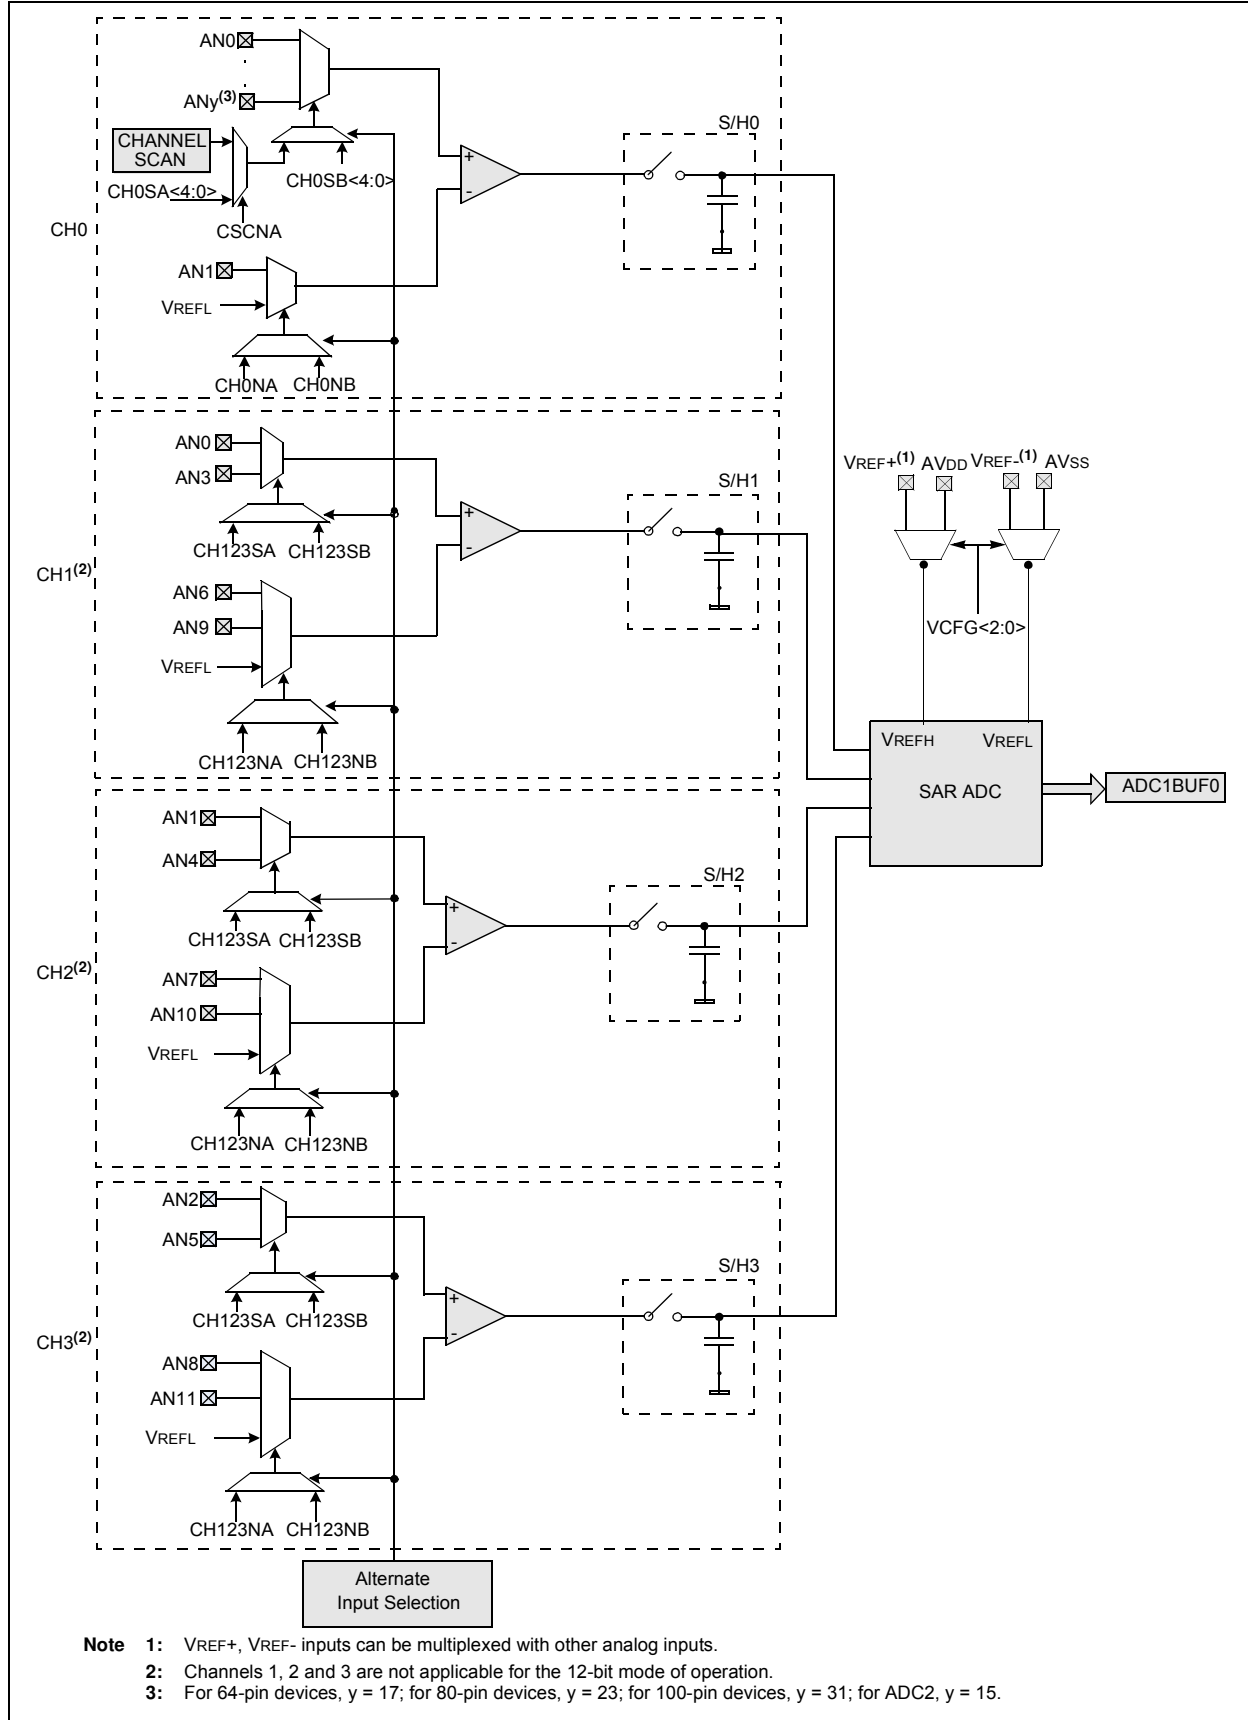 AN0
ANy(3)
CHANNEL
SCAN
CH0SA<4:0>
CH0SB<4:0>
CSCNA
CH0
AN1
VREFL
CH0NA CH0NB
+
-
S/H0
AN0
AN3
CH123SA CH123SB
CH1(2)
AN6
AN9
VREFL
CH123NA CH123NB
+
-
S/H1
VREF+(1) AVDD VREF-(1) AVSS
VCFG<2:0>
VREFH VREFL
SAR ADC
ADC1BUF0
AN1
AN4
CH123SA CH123SB
CH2(2)
AN7
AN10
VREFL
CH123NA CH123NB
+
-
S/H2
AN2
AN5
CH123SA CH123SB
CH3(2)
AN8
AN11
VREFL
CH123NA CH123NB
+
-
S/H3
Alternate
Input Selection
Note 1: VREF+, VREF- inputs can be multiplexed with other analog inputs.
2: Channels 1, 2 and 3 are not applicable for the 12-bit mode of operation.
3: For 64-pin devices, y = 17; for 80-pin devices, y = 23; for 100-pin devices, y = 31; for ADC2, y = 15.